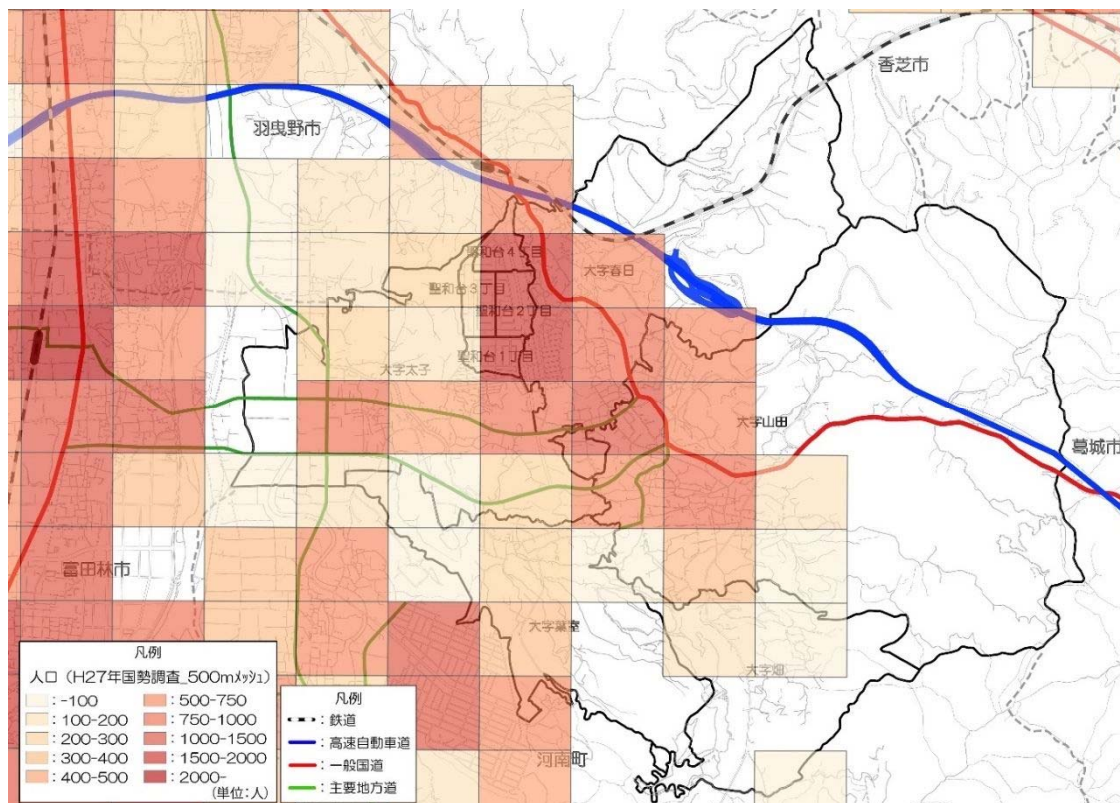 香芝市
羽曳野市
聖和台4丁目
大字春日
聖和台3丁目
聖和台2丁目
聖和台1丁目
大字太子
大字山田
葛城市
富田林市
大字葉室
大字畑
河南町
凡例
人口（H27年国勢調査_500mメッシュ）
：-100
：100-200
：200-300
：300-400
：400-500
：500-750
：750-1000
：1000-1500
：1500-2000
：2000-
（単位：人）
凡例
：鉄道
：高速自動車道
：一般国道
：主要地方道